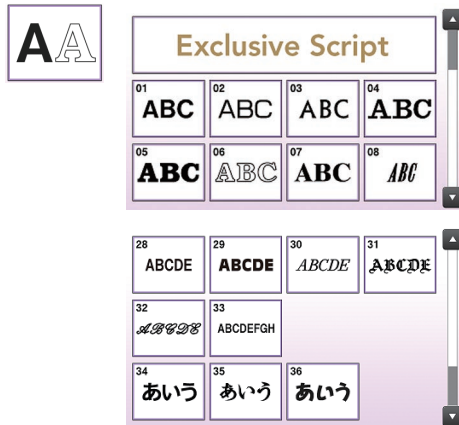 AA
Exclusive Script
01 02 03 04
ABC ABC ABC ABC
05 06 07 08
ABC ABC ABC ABC
28 29 30 31
ABCDE ABCDE ABCDE ABCDE
32 33
ABCDE ABCDEFGH
34 35 36
あいう あいう あいう